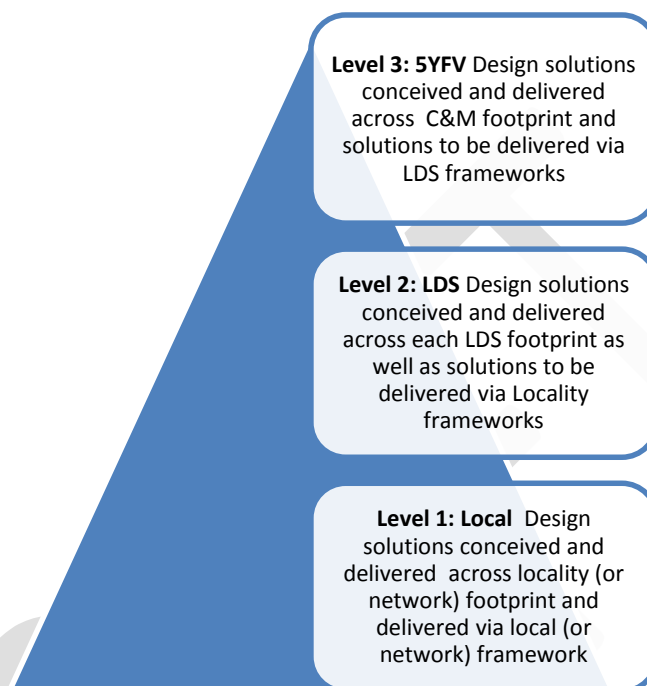 Level 3: 5YFV Design solutions
conceived and delivered
across C&M footprint and
solutions to be delivered via
LDS frameworks
Level 2: LDS Design solutions
conceived and delivered
across each LDS footprint as
well as solutions to be
delivered via Locality
frameworks
Level 1: Local Design
solutions conceived and
delivered across locality (or
network) footprint and
delivered via local (or
network) framework